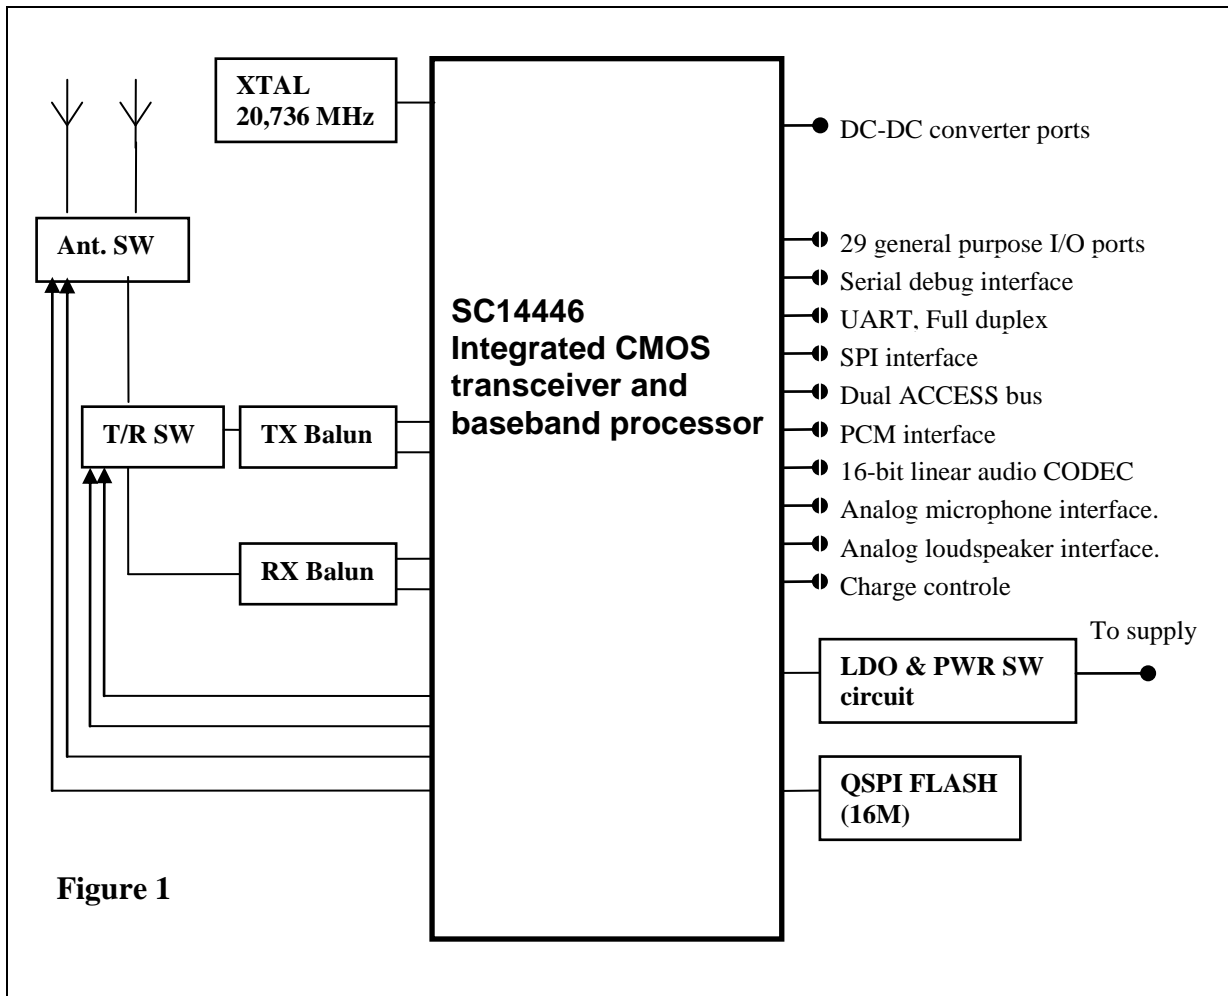 XTAL
20,736 MHz
Ant. SW
T/R SW
TX Balun
RX Balun
SC14446
Integrated CMOS
transceiver and
baseband processor
DC-DC converter ports
29 general purpose I/O ports
Serial debug interface
UART, Full duplex
SPI interface
Dual ACCESS bus
PCM interface
16-bit linear audio CODEC
Analog microphone interface.
Analog loudspeaker interface.
Charge controle
To supply
LDO & PWR SW
circuit
QSPI FLASH
(16M)
Figure 1